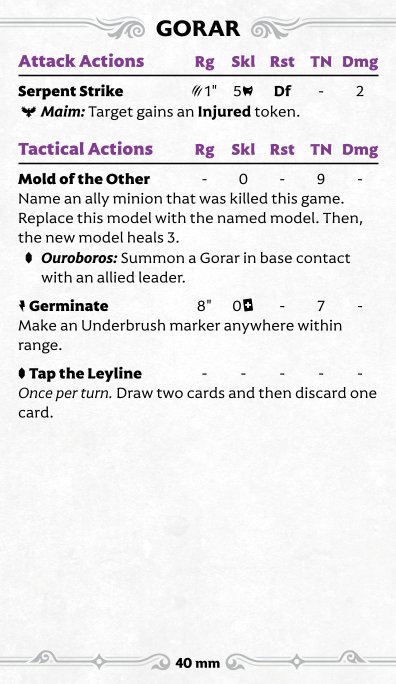 GORAR
Attack Actions Rg Skl Rst TN Dmg
Serpent Strike 1" 5 Df - 2
Maim: Target gains an Injured token.
Tactical Actions Rg Skl Rst TN Dmg
Mold of the Other - 0 - 9 -
Name an ally minion that was killed this game.
Replace this model with the named model. Then,
the new model heals 3.
Ouroboros: Summon a Gorar in base contact
with an allied leader.
Germinate 8" 0 - 7 -
Make an Underbrush marker anywhere within
range.
Tap the Leyline - - - - -
Once per turn. Draw two cards and then discard one
card.
40 mm